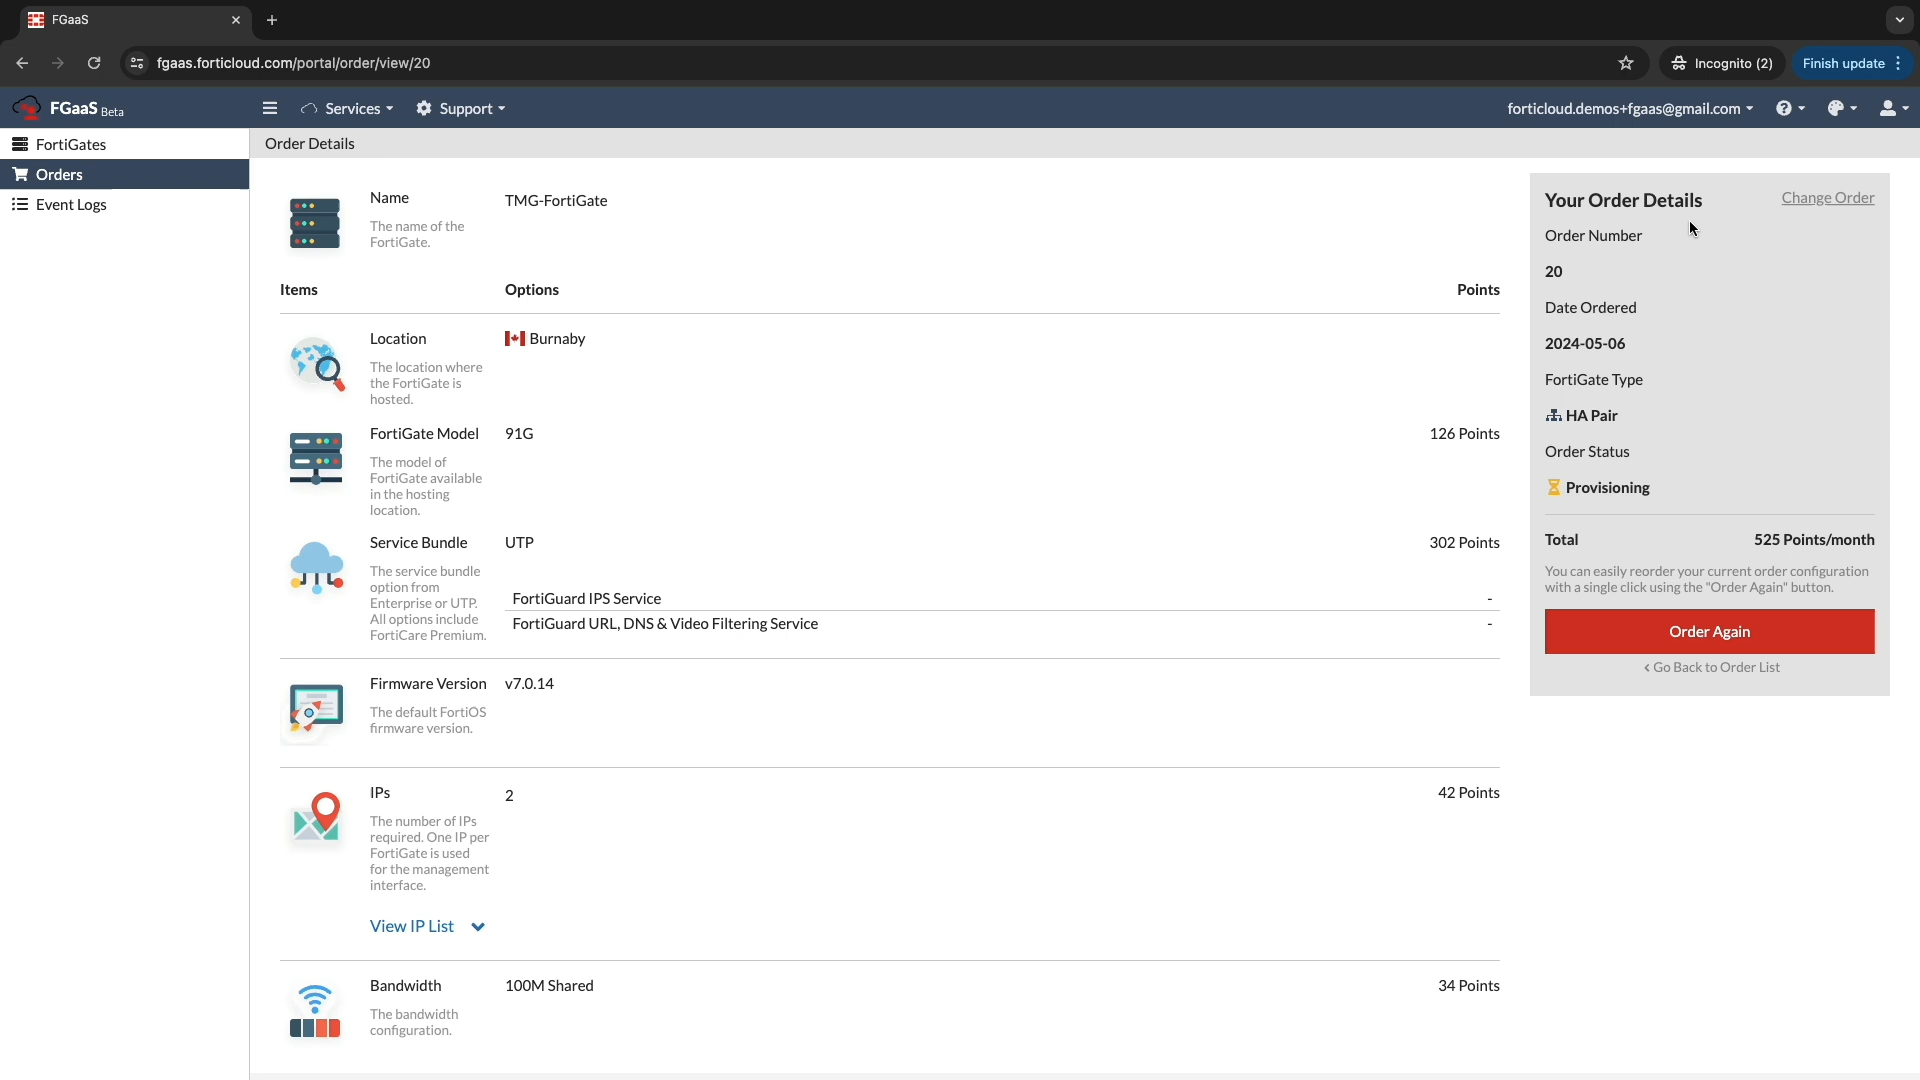 FGaaS
fgaas.forticloud.com/portal/order/view/20
Incognito (2)
Finish update
FGaaS Beta
Services
Support
forticloud.demos+fgaas@gmail.com
FortiGates
Orders
Event Logs
Order Details
Name
The name of the
FortiGate.
TMG-FortiGate
Items
Options
Points
Location
The location where
the FortiGate is
hosted.
Burnaby
FortiGate Model
The model of
FortiGate available
in the hosting
location.
91G
126 Points
Service Bundle
The service bundle
option from
Enterprise or UTP.
All options include
FortiCare Premium.
UTP
302 Points
FortiGuard IPS Service
-
FortiGuard URL, DNS & Video Filtering Service
-
Firmware Version
The default FortiOS
firmware version.
v7.0.14
IPs
The number of IPs
required. One IP per
FortiGate is used
for the management
interface.
2
42 Points
View IP List
Bandwidth
The bandwidth
configuration.
100M Shared
34 Points
Your Order Details
Change Order
Order Number
20
Date Ordered
2024-05-06
FortiGate Type
HA Pair
Order Status
Provisioning
Total
525 Points/month
You can easily reorder your current order configuration
with a single click using the "Order Again" button.
Order Again
‹ Go Back to Order List